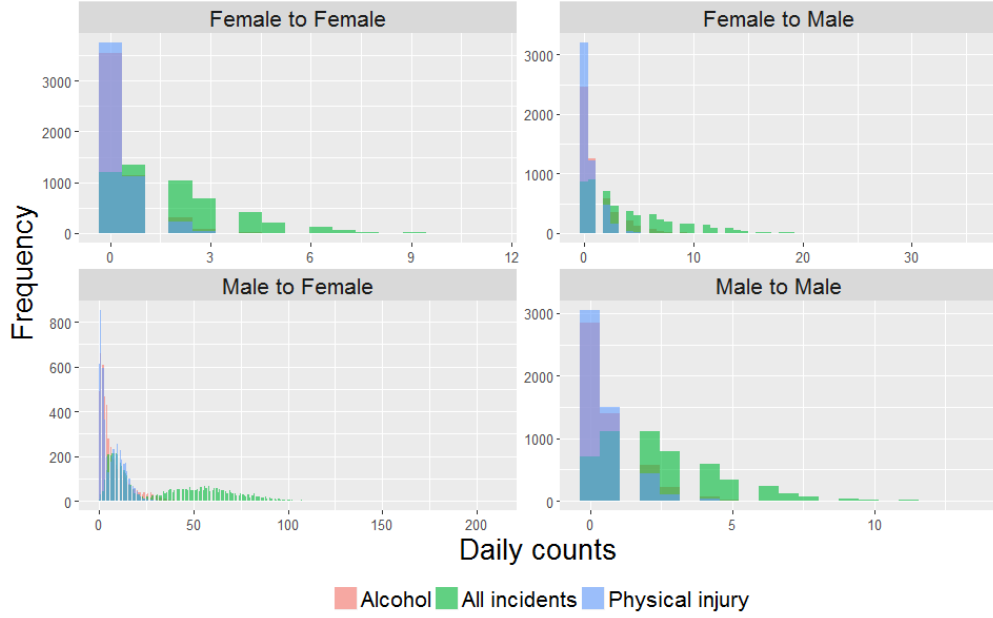 Female to Female
Female to Male
3000
2000
1000
0
0 3 6 9 12
3000
2000
1000
0
0 10 20 30
Male to Female
Male to Male
800
600
400
200
0
0 50 100 150 200
3000
2000
1000
0
0 5 10
Frequency
Daily counts
Alcohol All incidents Physical injury